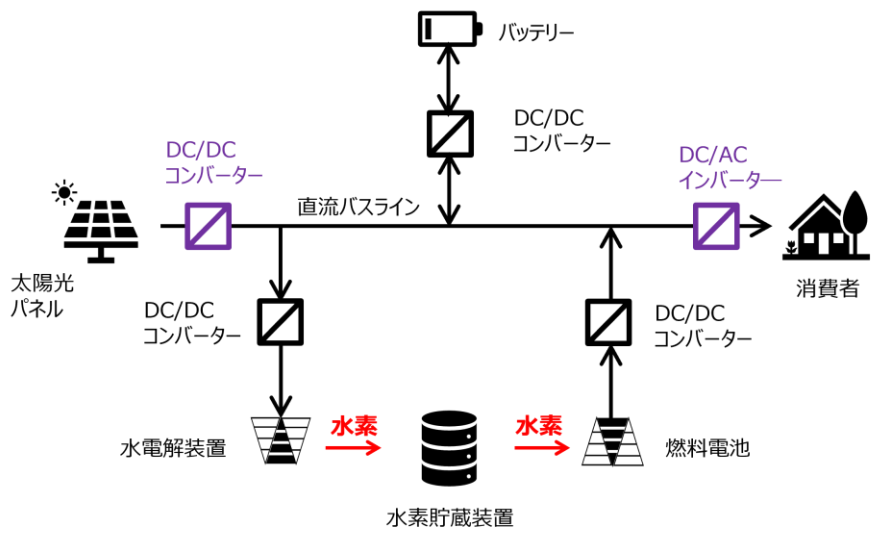 バッテリー
DC/DC
コンバーター
DC/DC
コンバーター
DC/AC
インバーター
直流バスライン
太陽光
パネル
消費者
DC/DC
コンバーター
DC/DC
コンバーター
水素
水素
水電解装置
燃料電池
水素貯蔵装置